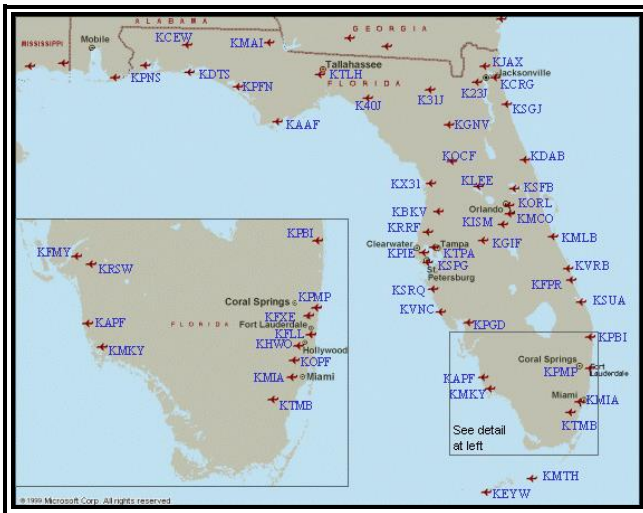 ALABAMA
GEORGIA
MISSISSIPPI
Mobile
KCEW
KMAI
KPNS
KDTS
KPFN
Tallahassee
KTLH
FLORIDA
KAAF
K40J
K31J
KJAX
Jacksonville
K23J
KCRG
KSGJ
KGNV
KOCF
KDAB
KX31
KLEE
KSFB
Orlando
KORL
KMCO
KBKV
KISM
KRRF
Clearwater
Tampa
KTPA
KGIF
KMLB
KPIE
KSPG
St.
Petersburg
KVRB
KFPR
KSRQ
KSUA
KVNC
KPGD
KPBI
Coral Springs
KPMP
Fort
Lauderdale
KAPF
KMKY
Miami
KMIA
KTMB
See detail
at left
KMTH
KEYW
KPBI
KFMY
KRSW
Coral Springs
KPMP
KFXE
FLORIDA
Fort Lauderdale
KAPF
KFLL
KHWO
Hollywood
KMKY
KOPF
KMIA
Miami
KTMB
© 1999 Microsoft Corp. All rights reserved.